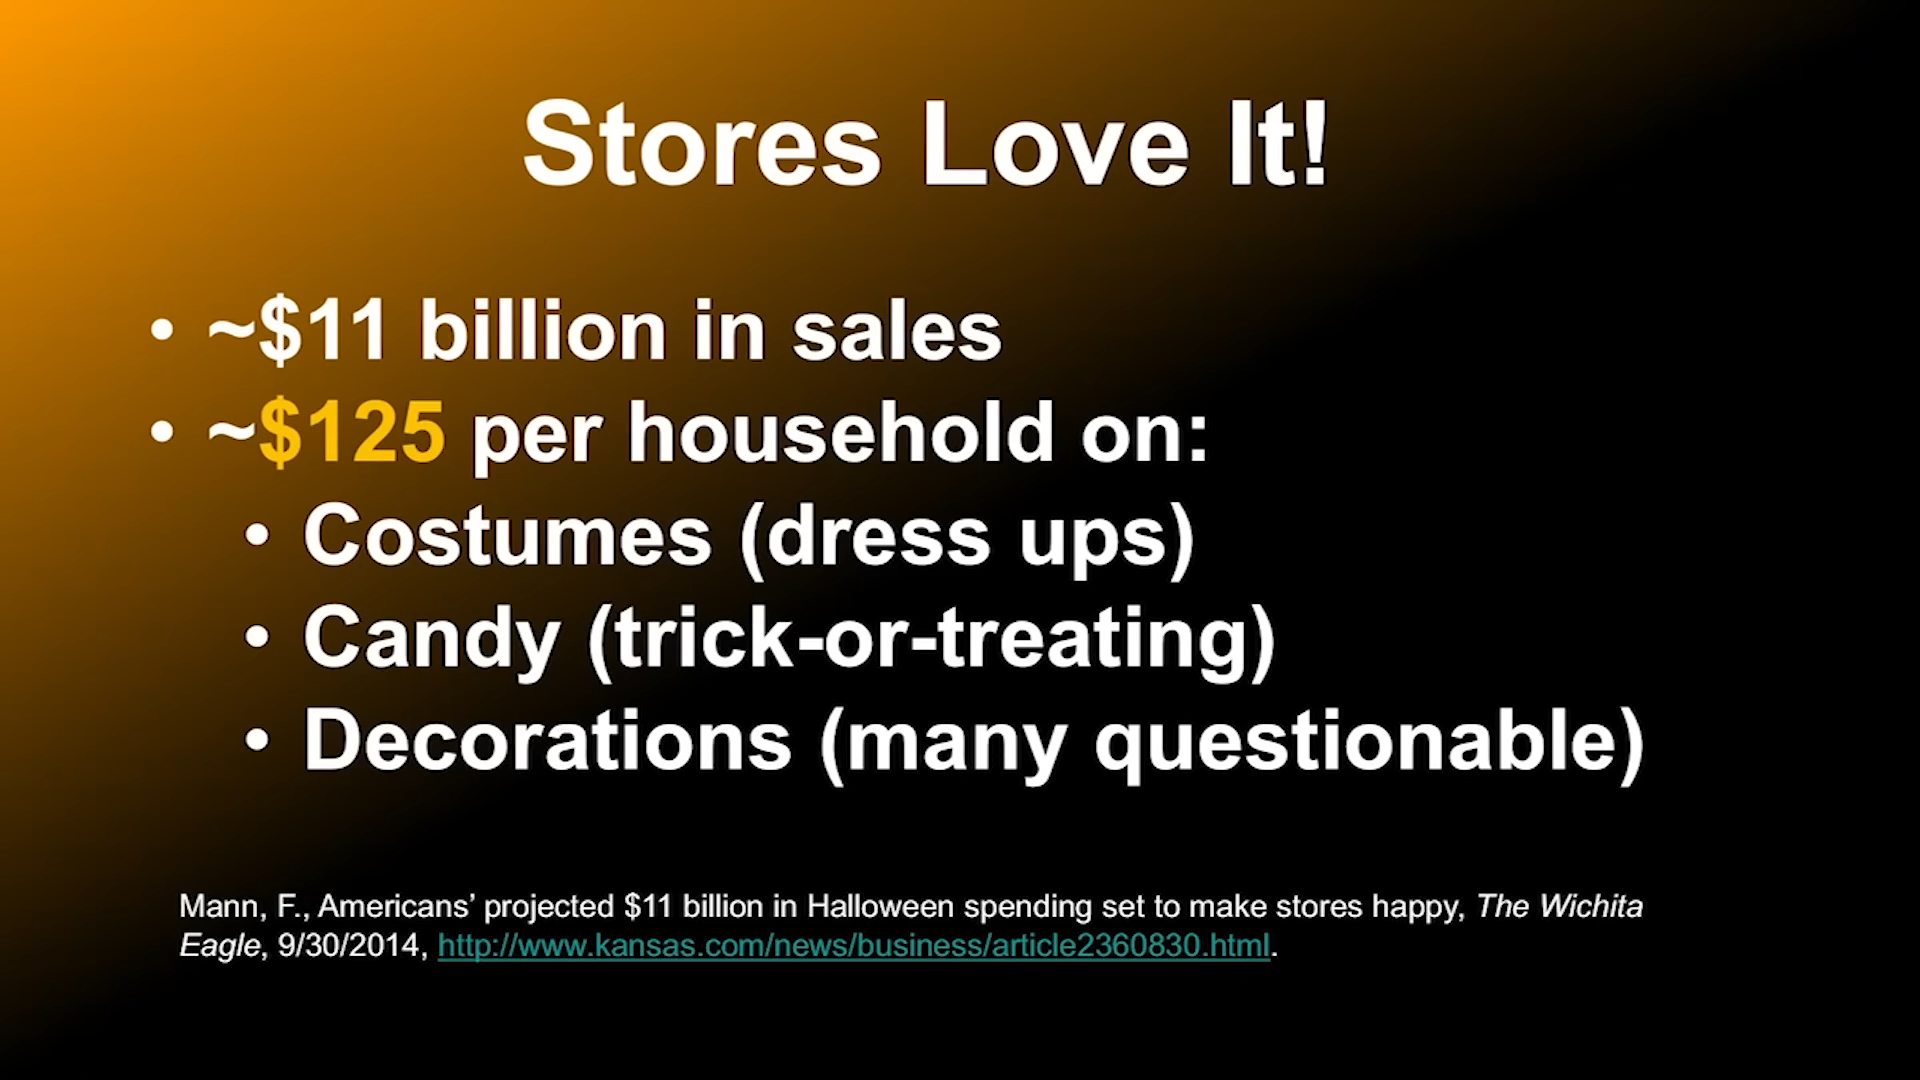 Stores Love It!
• ~$11 billion in sales
• ~$125 per household on:
• Costumes (dress ups)
• Candy (trick-or-treating)
• Decorations (many questionable)
Mann, F., Americans’ projected $11 billion in Halloween spending set to make stores happy, The Wichita
Eagle, 9/30/2014, http://www.kansas.com/news/business/article2360830.html.